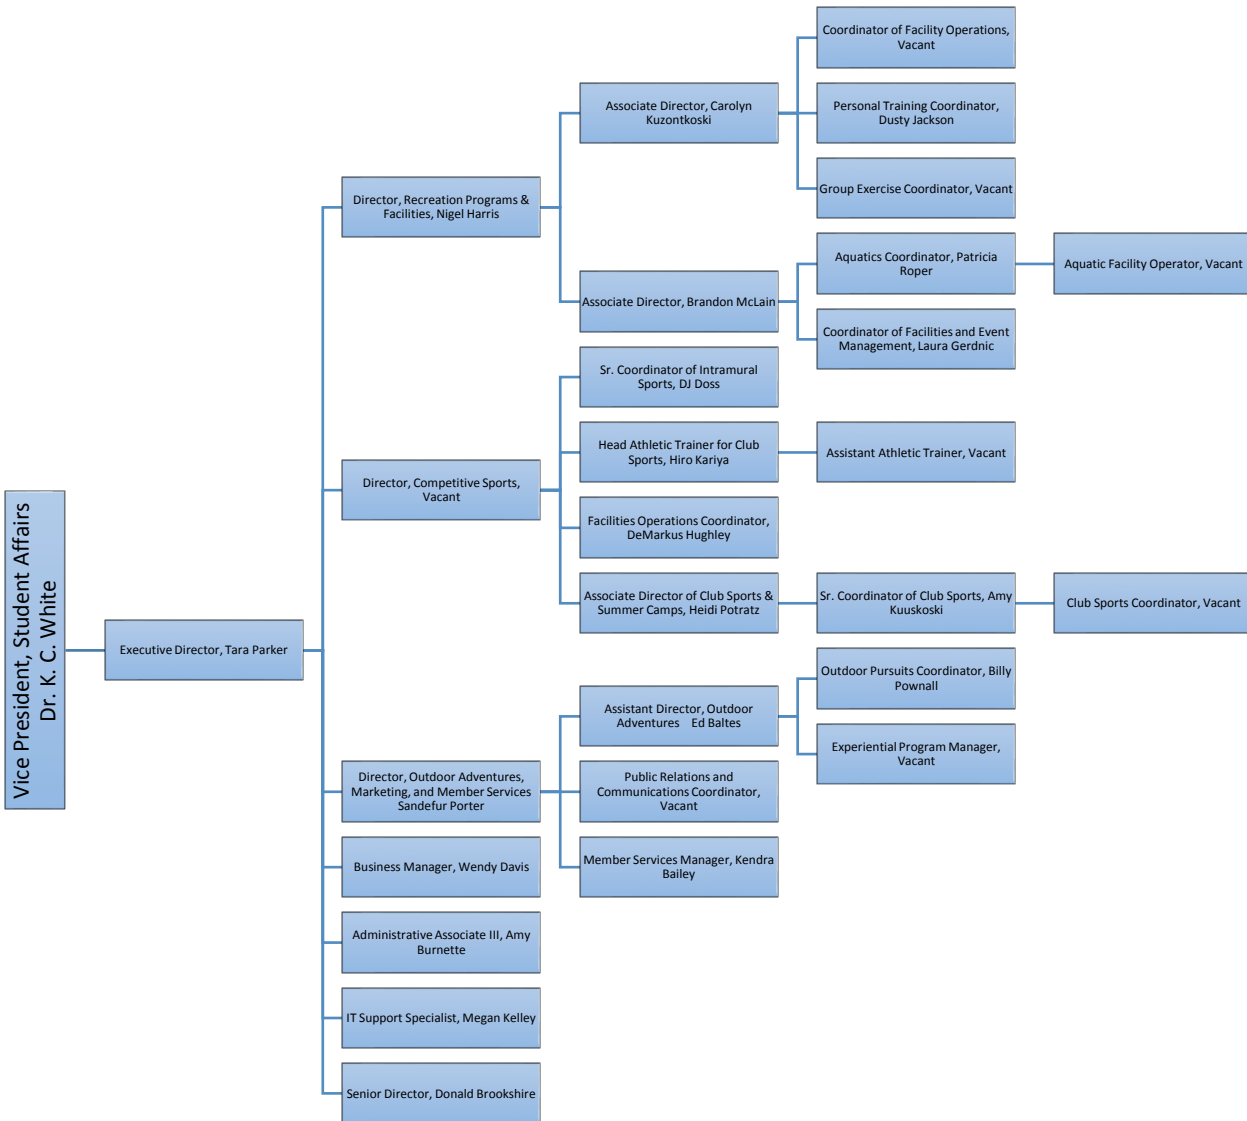 Vice President, Student Affairs
Dr. K. C. White
Executive Director, Tara Parker
Director, Recreation Programs &
Facilities, Nigel Harris
Associate Director, Carolyn
Kuzontkoski
Coordinator of Facility Operations,
Vacant
Personal Training Coordinator,
Dusty Jackson
Group Exercise Coordinator, Vacant
Associate Director, Brandon McLain
Aquatics Coordinator, Patricia
Roper
Aquatic Facility Operator, Vacant
Coordinator of Facilities and Event
Management, Laura Gerdnic
Director, Competitive Sports,
Vacant
Sr. Coordinator of Intramural
Sports, DJ Doss
Head Athletic Trainer for Club
Sports, Hiro Kariya
Assistant Athletic Trainer, Vacant
Facilities Operations Coordinator,
DeMarkus Hughley
Associate Director of Club Sports &
Summer Camps, Heidi Potratz
Sr. Coordinator of Club Sports, Amy
Kuuskoski
Club Sports Coordinator, Vacant
Director, Outdoor Adventures,
Marketing, and Member Services
Sandefur Porter
Assistant Director, Outdoor
Adventures Ed Baltes
Outdoor Pursuits Coordinator, Billy
Pownall
Experiential Program Manager,
Vacant
Public Relations and
Communications Coordinator,
Vacant
Member Services Manager, Kendra
Bailey
Business Manager, Wendy Davis
Administrative Associate III, Amy
Burnette
IT Support Specialist, Megan Kelley
Senior Director, Donald Brookshire